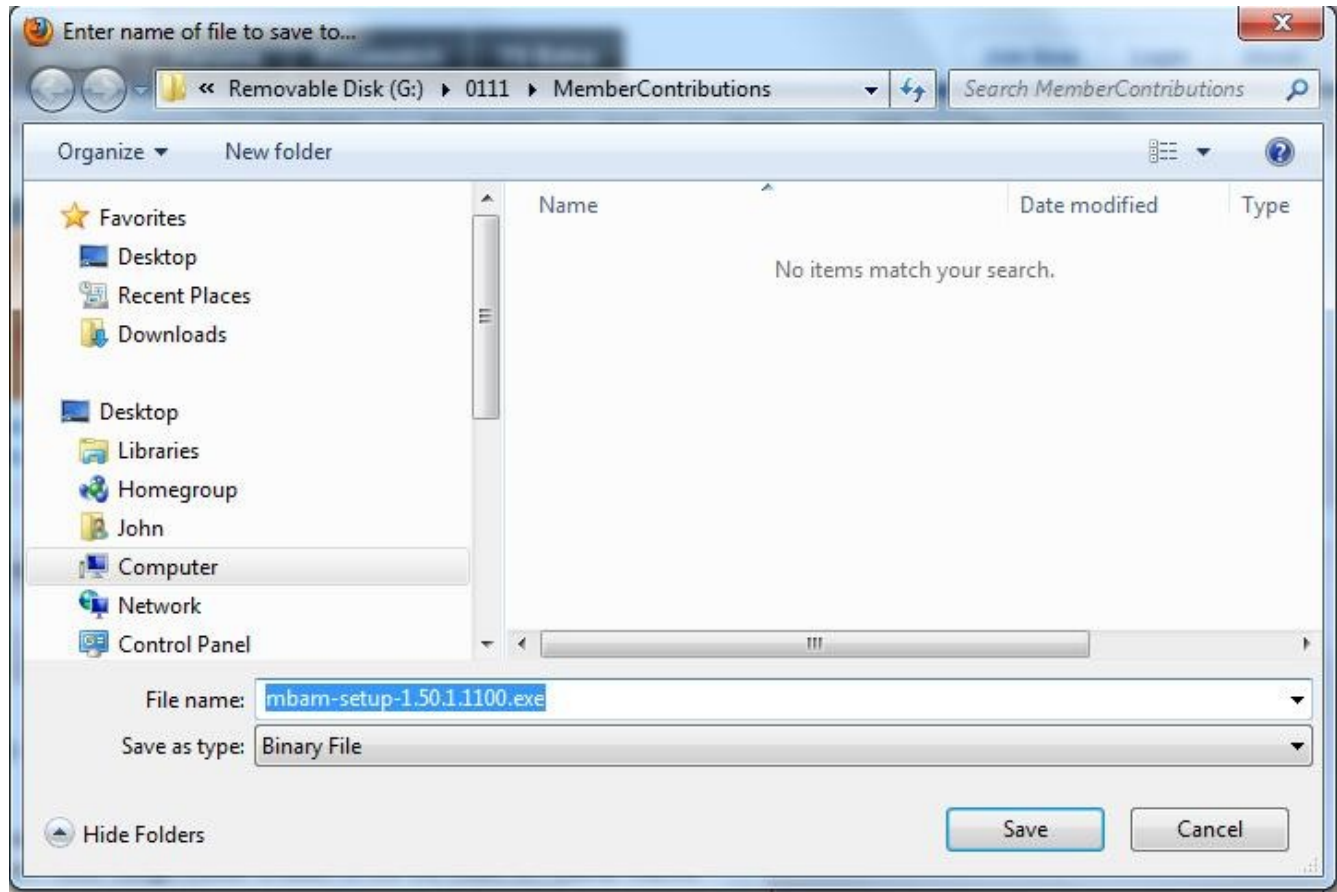 Enter name of file to save to...
« Removable Disk (G:) ▸ 0111 ▸ MemberContributions
Search MemberContributions
Organize
New folder
Name
Date modified
Type
No items match your search.
Favorites
Desktop
Recent Places
Downloads
Desktop
Libraries
Homegroup
John
Computer
Network
Control Panel
File name: mbam-setup-1.50.1.1100.exe
Save as type: Binary File
Hide Folders
Save
Cancel